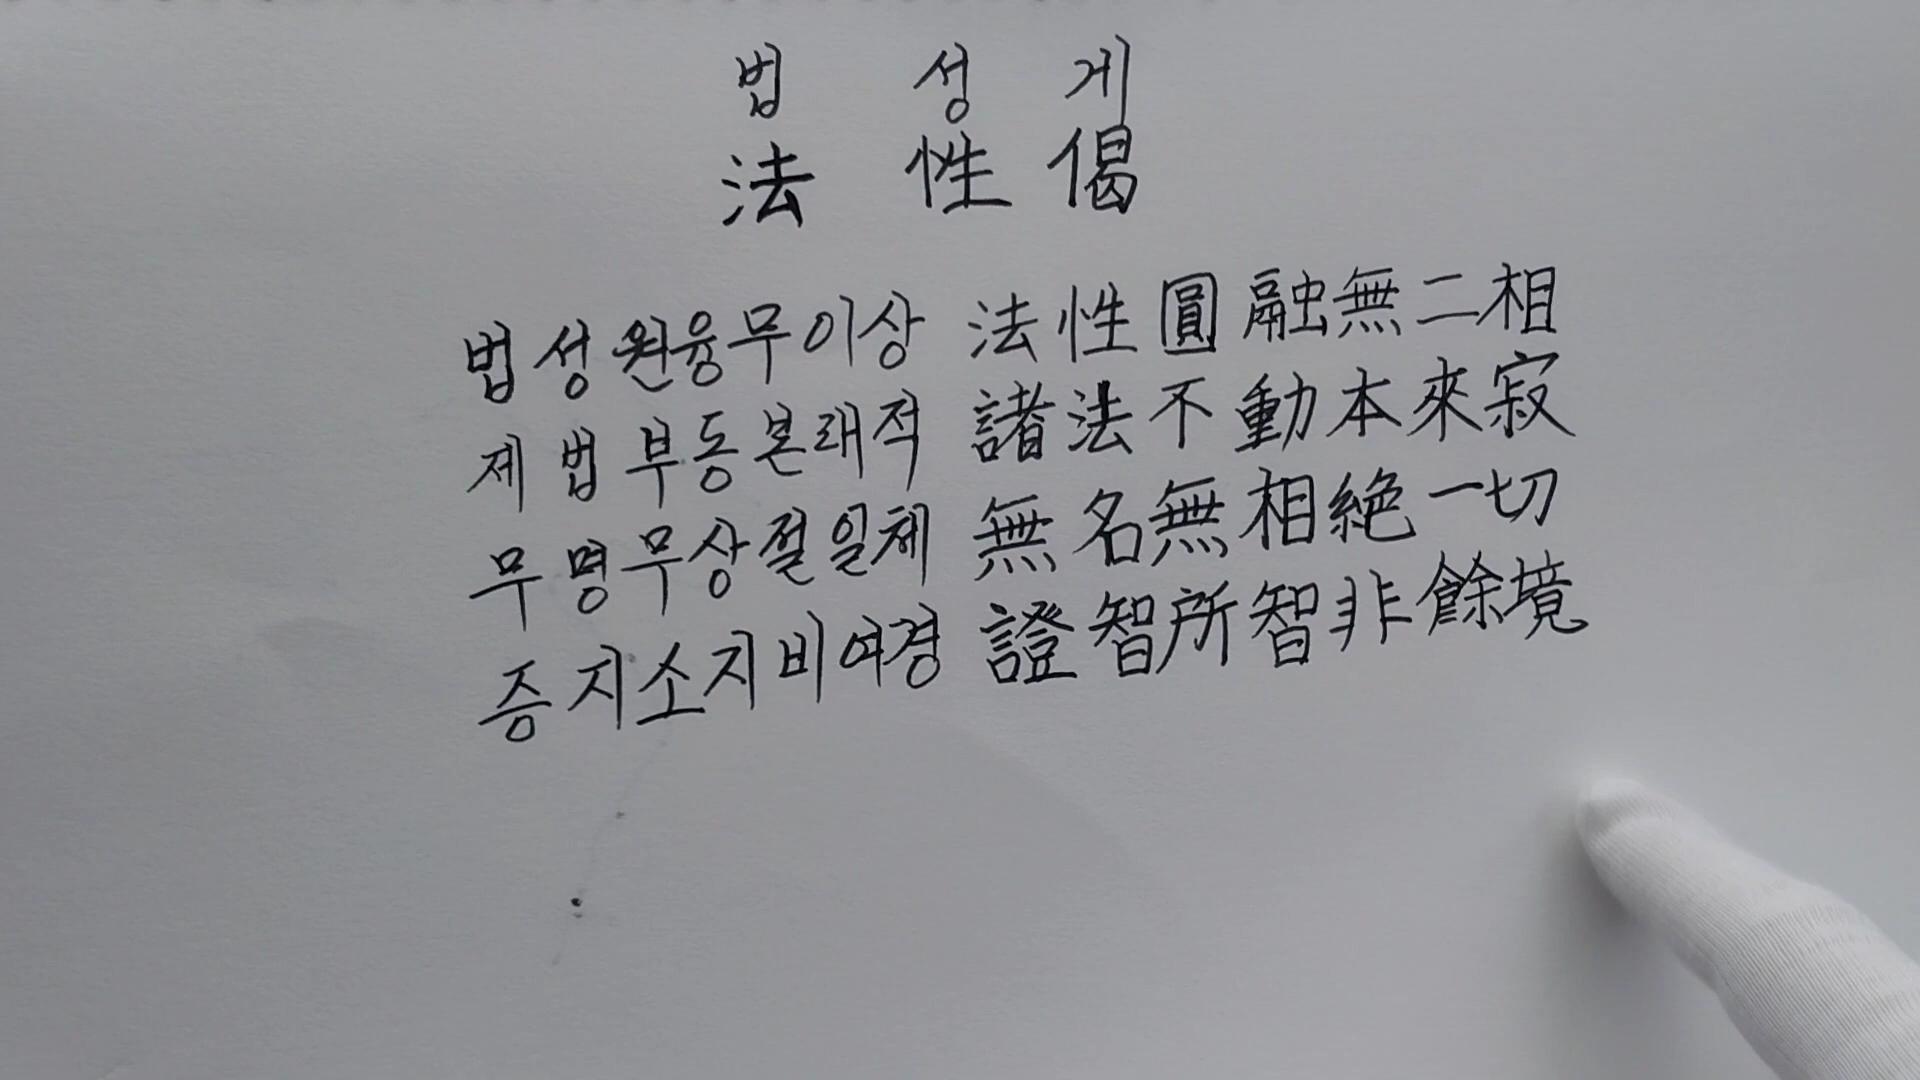 법 성 게
法 性 偈
법성원융무이상 法性圓融無二相
제법부동본래적 諸法不動本來寂
무명무상절일체 無名無相絶一切
증지소지비여경 證智所智非餘境